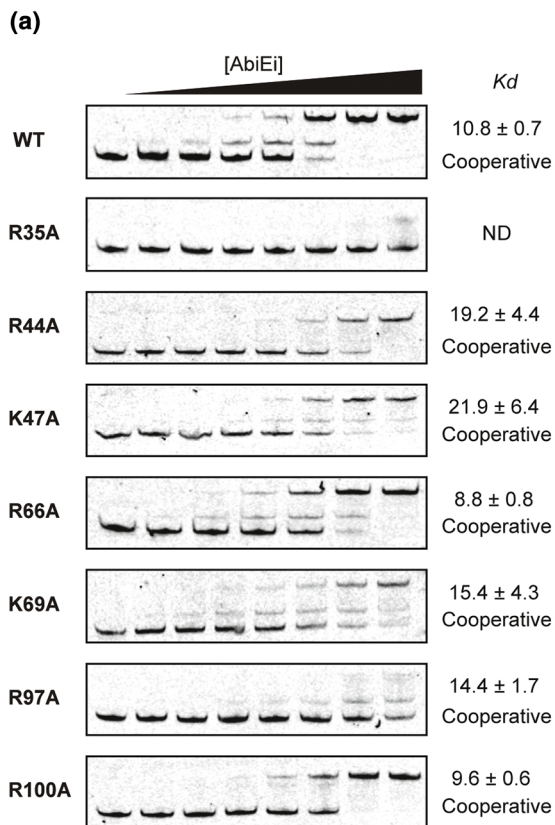 (a)
[AbiEi]
Kd
WT
10.8 ± 0.7
Cooperative
R35A
ND
R44A
19.2 ± 4.4
Cooperative
K47A
21.9 ± 6.4
Cooperative
R66A
8.8 ± 0.8
Cooperative
K69A
15.4 ± 4.3
Cooperative
R97A
14.4 ± 1.7
Cooperative
R100A
9.6 ± 0.6
Cooperative